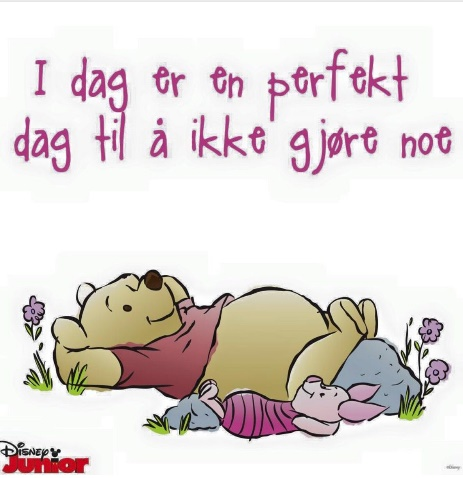 I dag er en perfekt
dag til å ikke gjøre noe
Disney
Junior